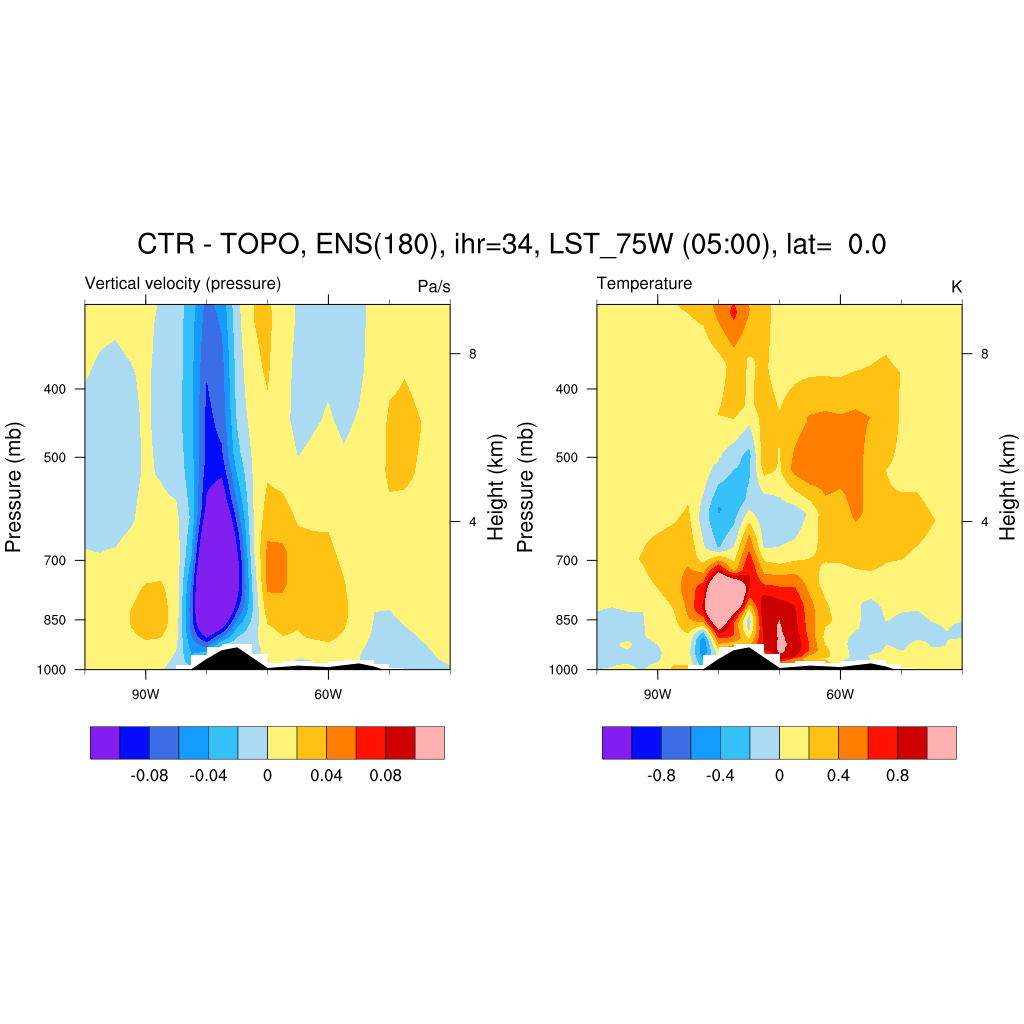 CTR - TOPO, ENS(180), ihr=34, LST_75W (05:00), lat= 0.0
Vertical velocity (pressure) Pa/s
Temperature K
Pressure (mb)
400
500
700
850
1000
8
4
Height (km)
90W 60W
Pressure (mb)
400
500
700
850
1000
8
4
Height (km)
90W 60W
-0.08 -0.04 0 0.04 0.08
-0.8 -0.4 0 0.4 0.8